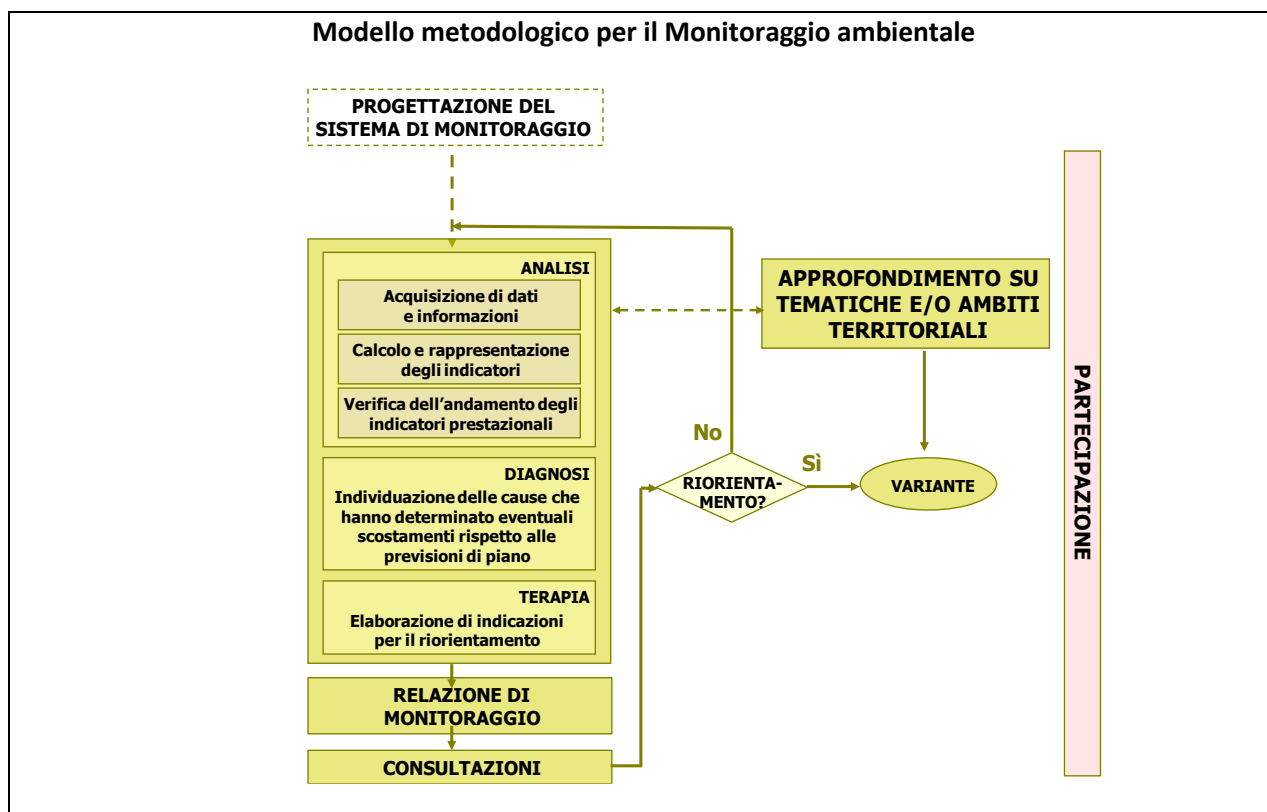 Modello metodologico per il Monitoraggio ambientale
PROGETTAZIONE DEL
SISTEMA DI MONITORAGGIO
ANALISI
Acquisizione di dati
e informazioni
Calcolo e rappresentazione
degli indicatori
Verifica dell’andamento degli
indicatori prestazionali
DIAGNOSI
Individuazione delle cause che
hanno determinato eventuali
scostamenti rispetto alle
previsioni di piano
TERAPIA
Elaborazione di indicazioni
per il riorientamento
RELAZIONE DI
MONITORAGGIO
CONSULTAZIONI
RIORIENTA-
MENTO?
No
Sì
APPROFONDIMENTO SU
TEMATICHE E/O AMBITI
TERRITORIALI
VARIANTE
PARTECIPAZIONE